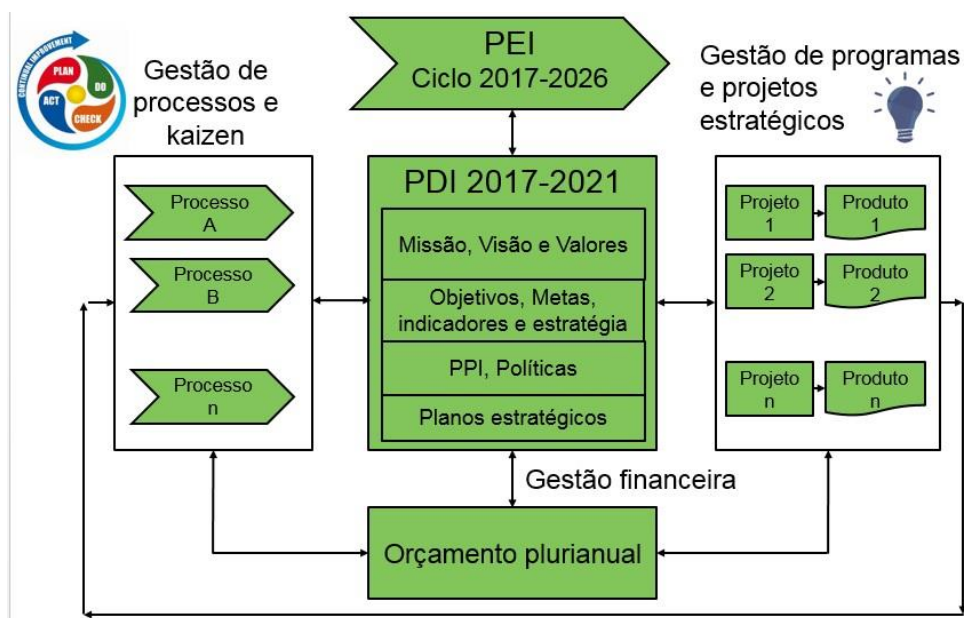 CONTINUAL IMPROVEMENT
PLAN
DO
CHECK
ACT
Gestão de
processos e
kaizen
PEI
Ciclo 2017-2026
Gestão de programas
e projetos
estratégicos
Processo
A
Processo
B
Processo
n
PDI 2017-2021
Missão, Visão e Valores
Objetivos, Metas,
indicadores e estratégia
PPI, Políticas
Planos estratégicos
Projeto
1
Produto
1
Projeto
2
Produto
2
Projeto
n
Produto
n
Gestão financeira
Orçamento plurianual